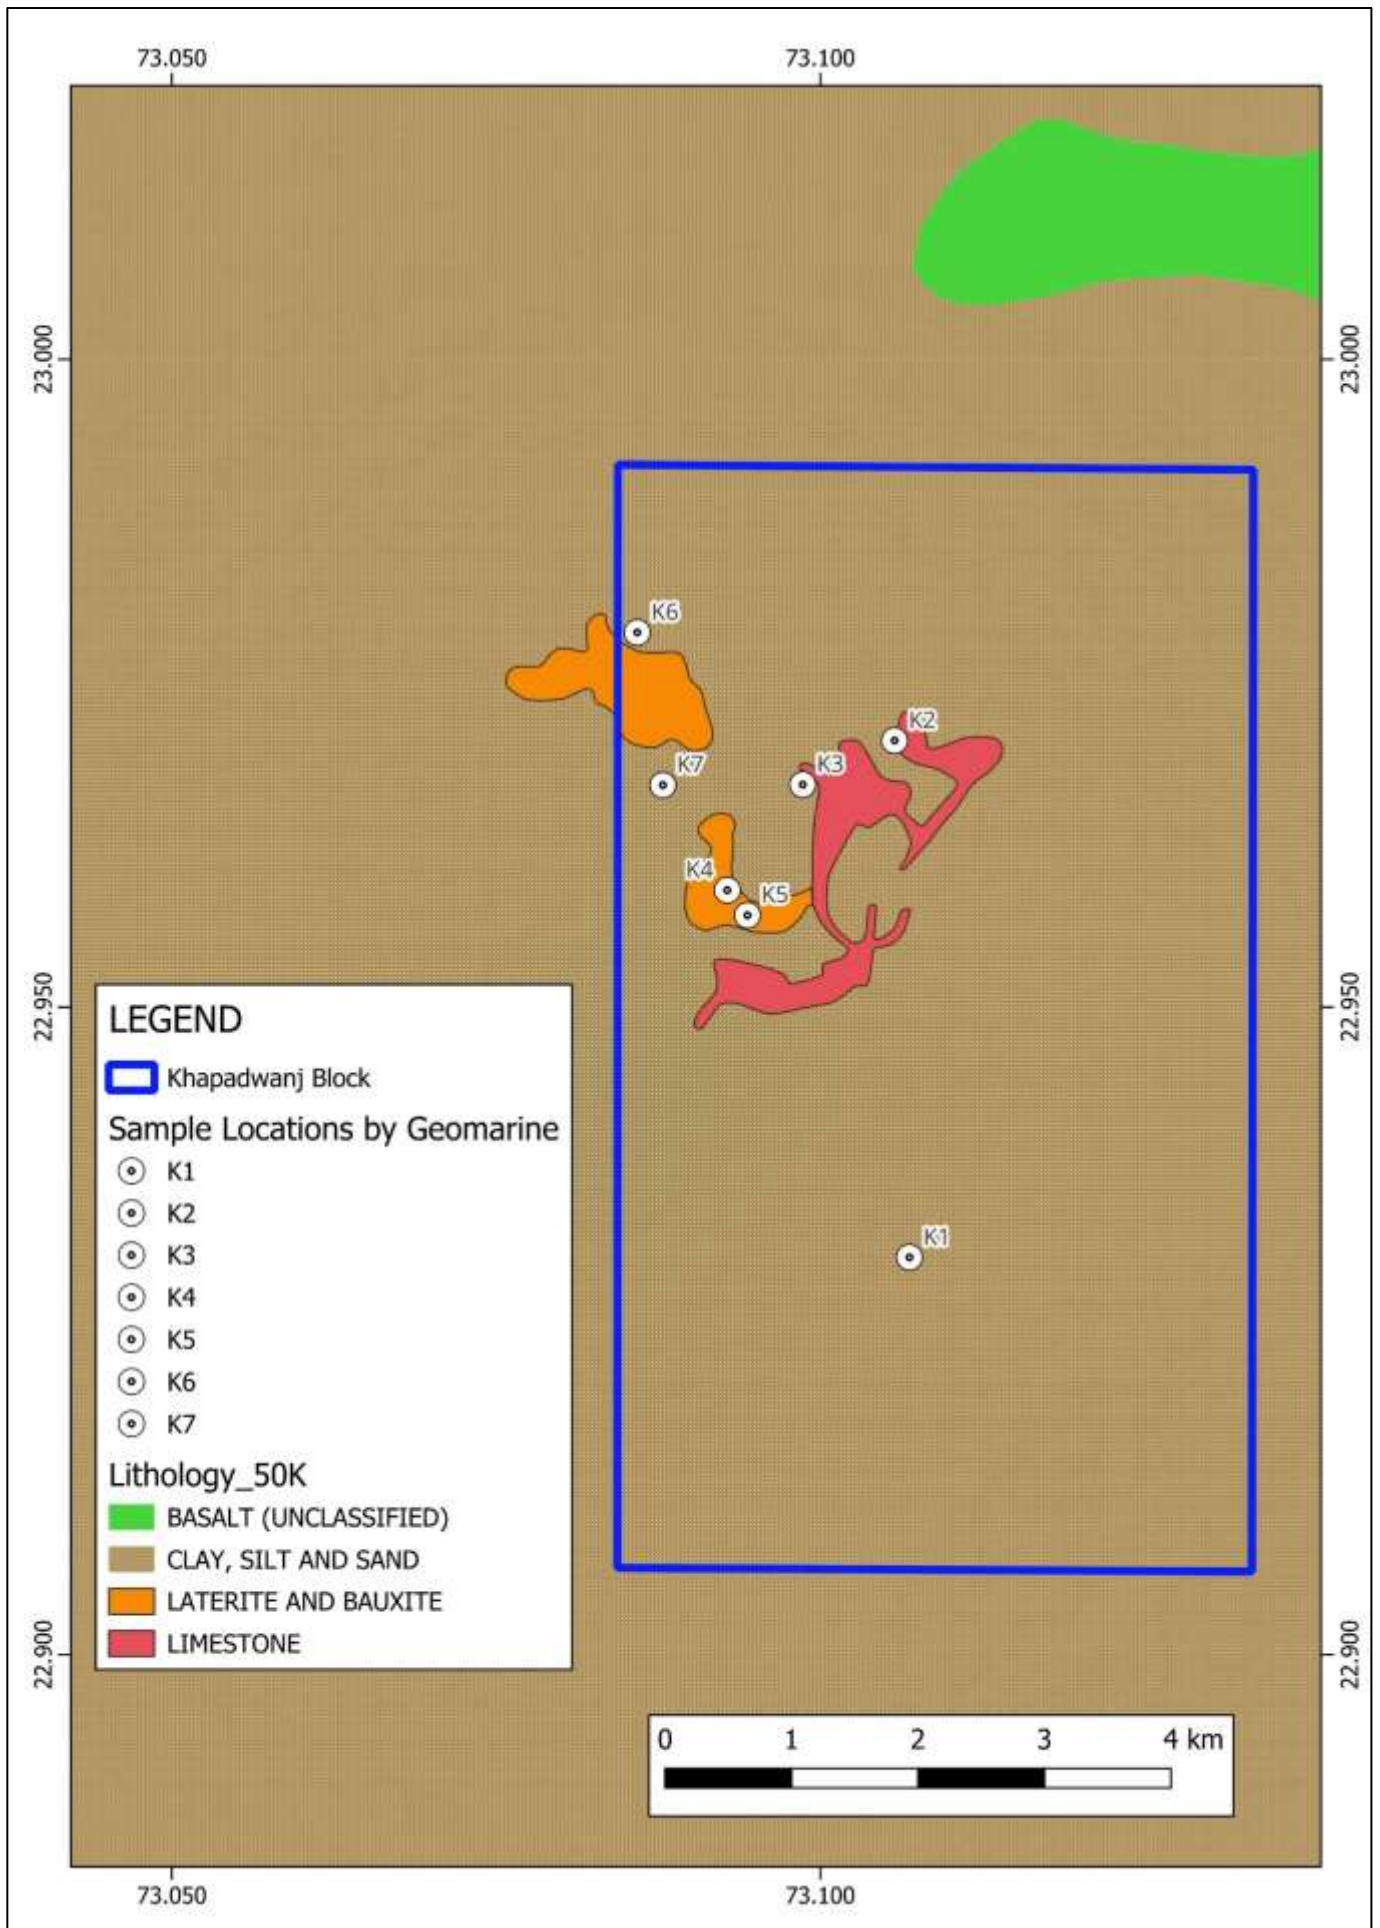 73.050 73.100
23.000 23.000
K6
K2
K7 K3
K4
K5
22.950 22.950
LEGEND
Khapadwanj Block
Sample Locations by Geomarine
K1
K2
K3
K4
K5
K6
K7
K1
Lithology_50K
BASALT (UNCLASSIFIED)
CLAY, SILT AND SAND
LATERITE AND BAUXITE
LIMESTONE
22.900 22.900
0 1 2 3 4 km
73.050 73.100